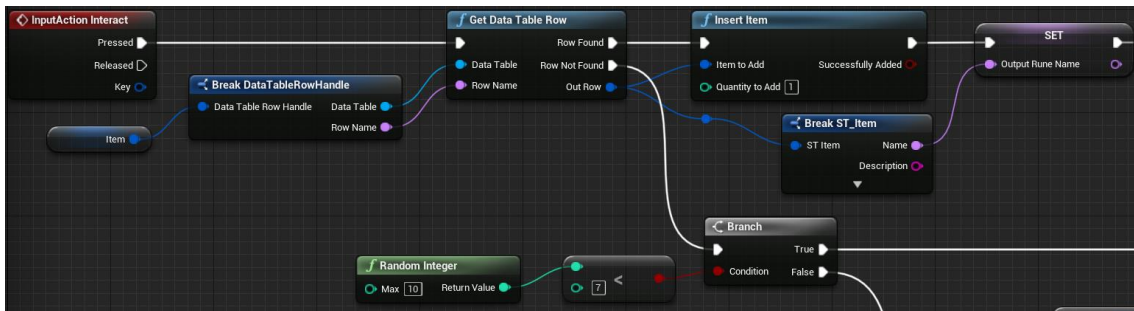 InputAction Interact
Pressed
Released
Key
Item
Break DataTableRowHandle
Data Table Row Handle
Data Table
Row Name
Get Data Table Row
Row Found
Data Table
Row Not Found
Row Name
Out Row
Insert Item
Item to Add
Successfully Added
Quantity to Add 1
SET
Output Rune Name
Break ST_Item
ST Item
Name
Description
Branch
True
Condition
False
Random Integer
Max 10
Return Value
7
<